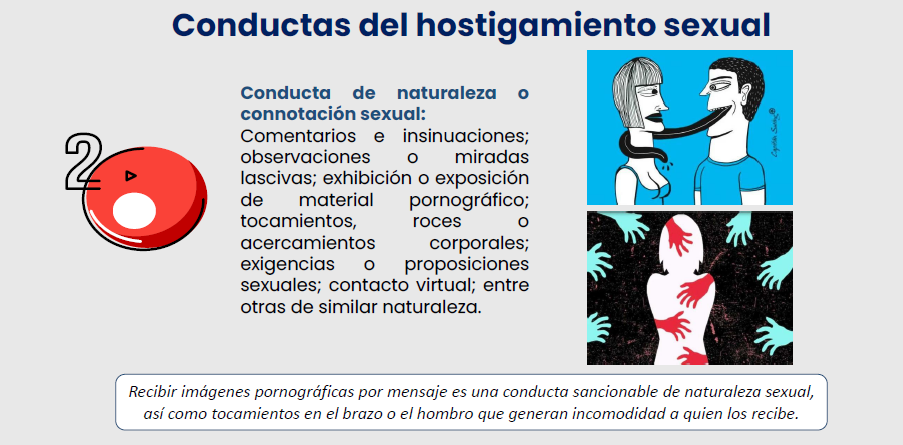 Conductas del hostigamiento sexual
2
Conducta de naturaleza o
connotación sexual:
Comentarios e insinuaciones;
observaciones o miradas
lascivas; exhibición o exposición
de material pornográfico;
tocamientos, roces o
acercamientos corporales;
exigencias o proposiciones
sexuales; contacto virtual; entre
otras de similar naturaleza.
Recibir imágenes pornográficas por mensaje es una conducta sancionable de naturaleza sexual,
así como tocamientos en el brazo o el hombro que generan incomodidad a quien los recibe.